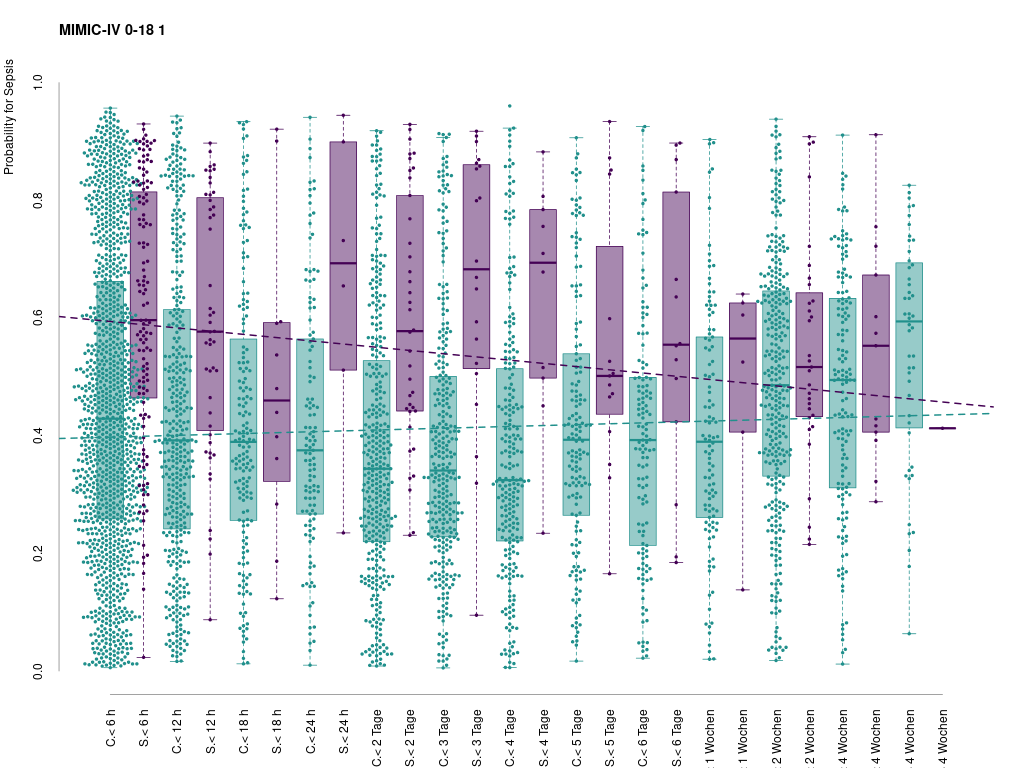 MIMIC-IV 0-18 1
Probability for Sepsis
1.0
0.8
0.6
0.4
0.2
0.0
C.< 6 h
S.< 6 h
C.< 12 h
S.< 12 h
C.< 18 h
S.< 18 h
C.< 24 h
S.< 24 h
C.< 2 Tage
S.< 2 Tage
C.< 3 Tage
S.< 3 Tage
C.< 4 Tage
S.< 4 Tage
C.< 5 Tage
S.< 5 Tage
C.< 6 Tage
S.< 6 Tage
1 Wochen
1 Wochen
2 Wochen
2 Wochen
4 Wochen
4 Wochen
4 Wochen
4 Wochen